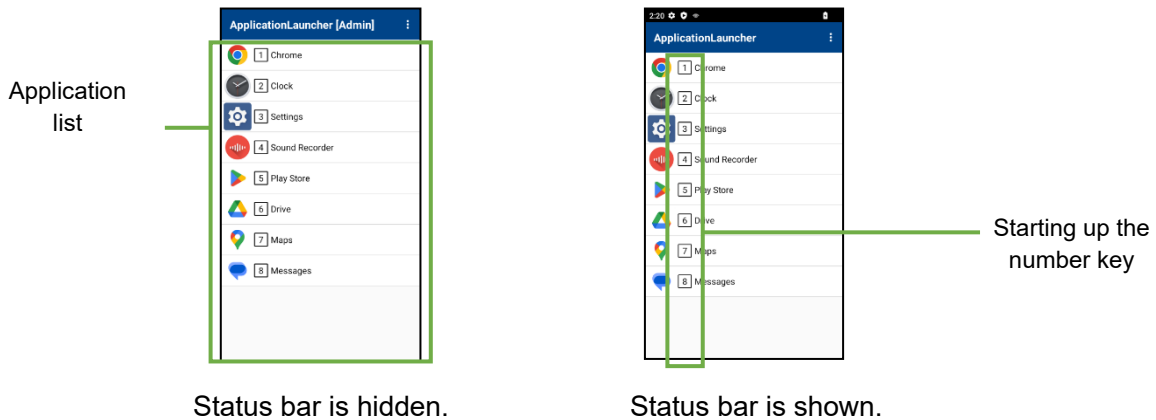 Application
list
ApplicationLauncher [Admin]
1 Chrome
2 Clock
3 Settings
4 Sound Recorder
5 Play Store
6 Drive
7 Maps
8 Messages
Status bar is hidden.
2:20
ApplicationLauncher
1 Chrome
2 Clock
3 Settings
4 Sound Recorder
5 Play Store
6 Drive
7 Maps
8 Messages
Starting up the
number key
Status bar is shown.